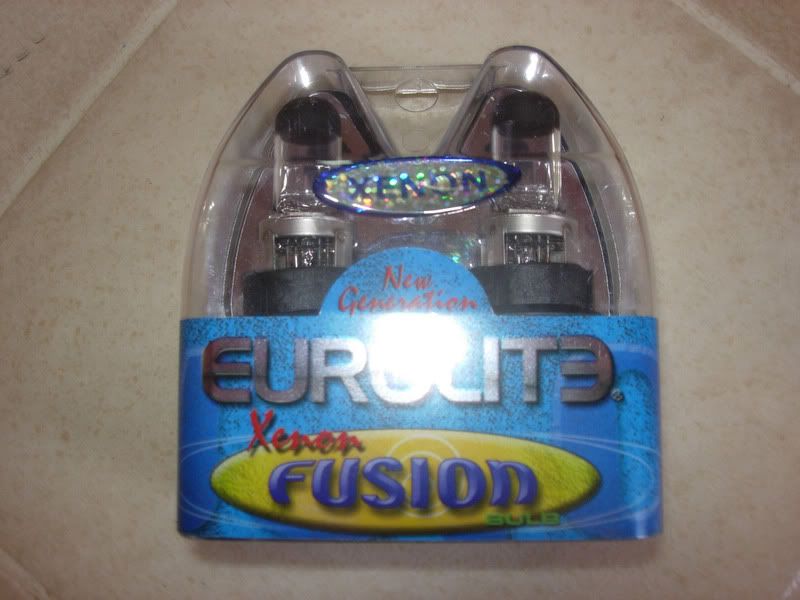 XENON
New
Generation
EUROLITE®
Xenon
FUSION
BULB